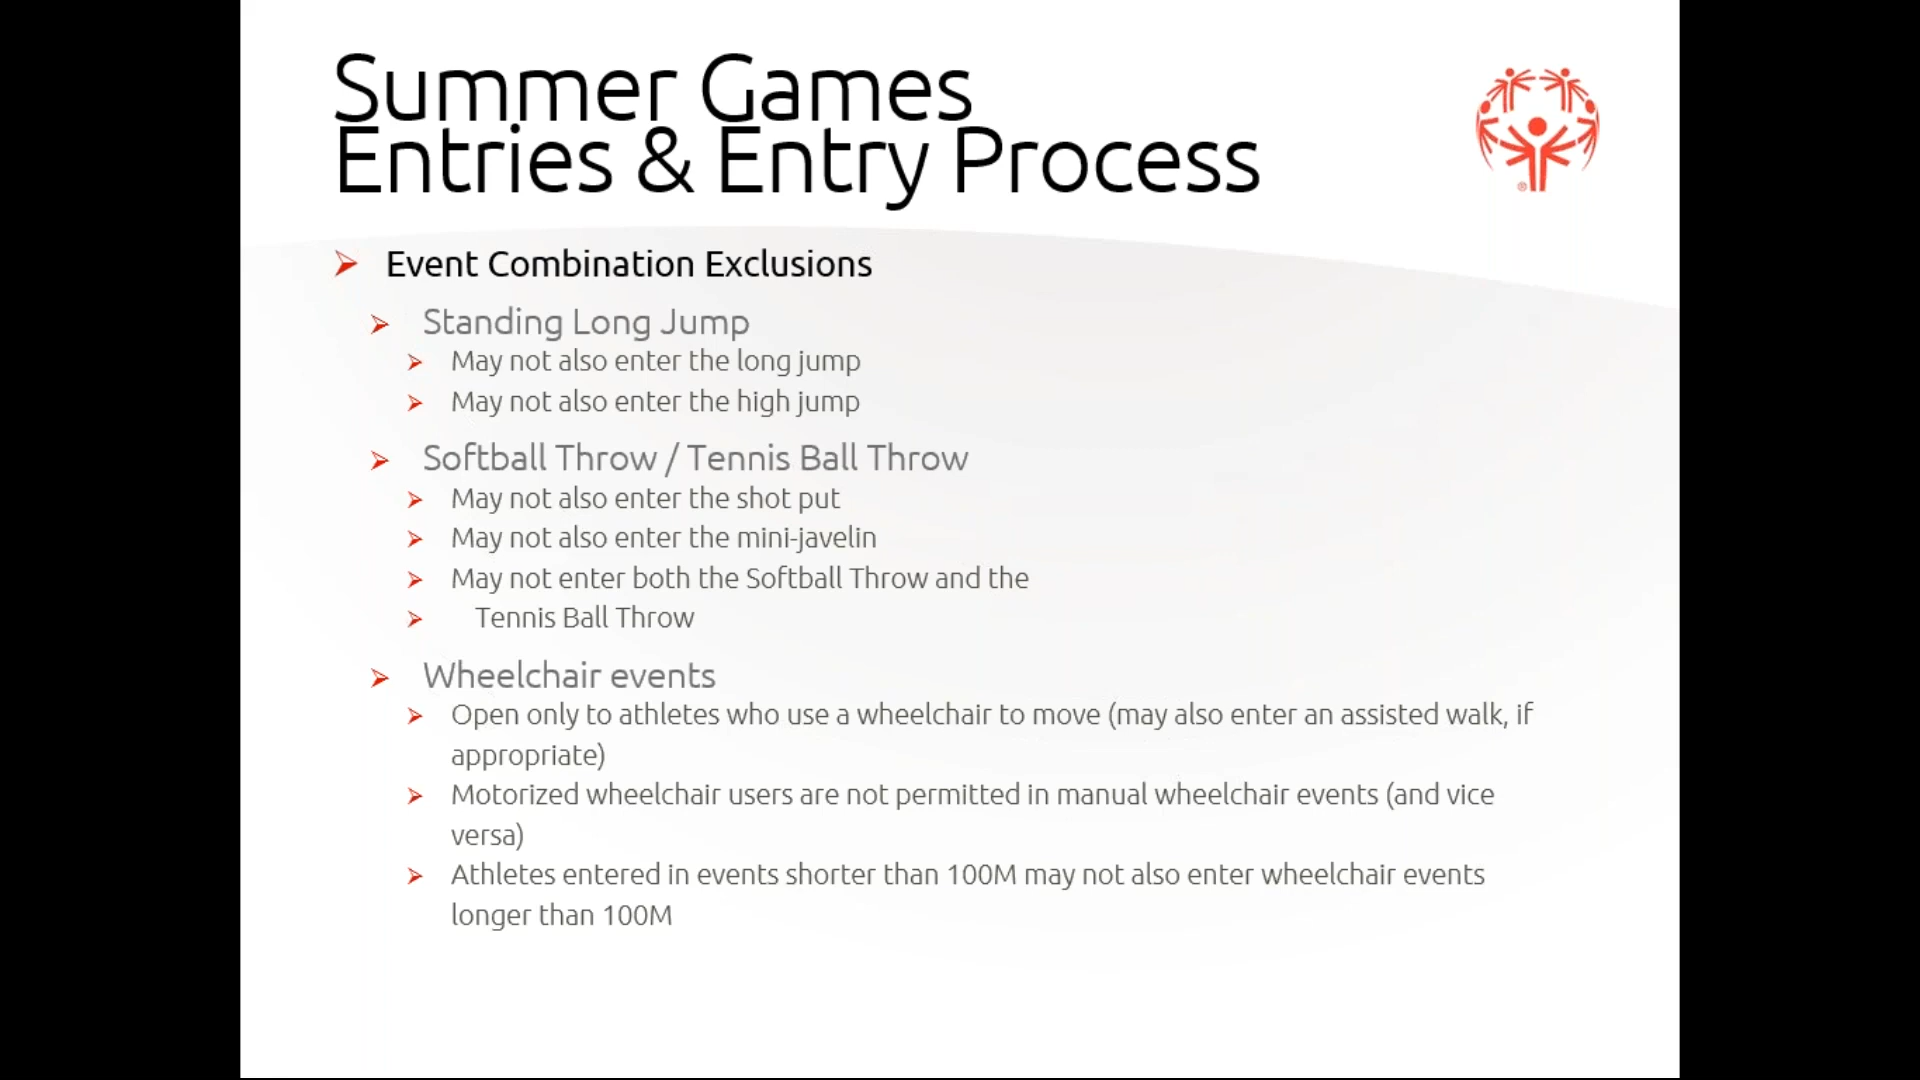 Summer Games
Entries & Entry Process
®
Event Combination Exclusions
Standing Long Jump
May not also enter the long jump
May not also enter the high jump
Softball Throw / Tennis Ball Throw
May not also enter the shot put
May not also enter the mini-javelin
May not enter both the Softball Throw and the
Tennis Ball Throw
Wheelchair events
Open only to athletes who use a wheelchair to move (may also enter an assisted walk, if
appropriate)
Motorized wheelchair users are not permitted in manual wheelchair events (and vice
versa)
Athletes entered in events shorter than 100M may not also enter wheelchair events
longer than 100M